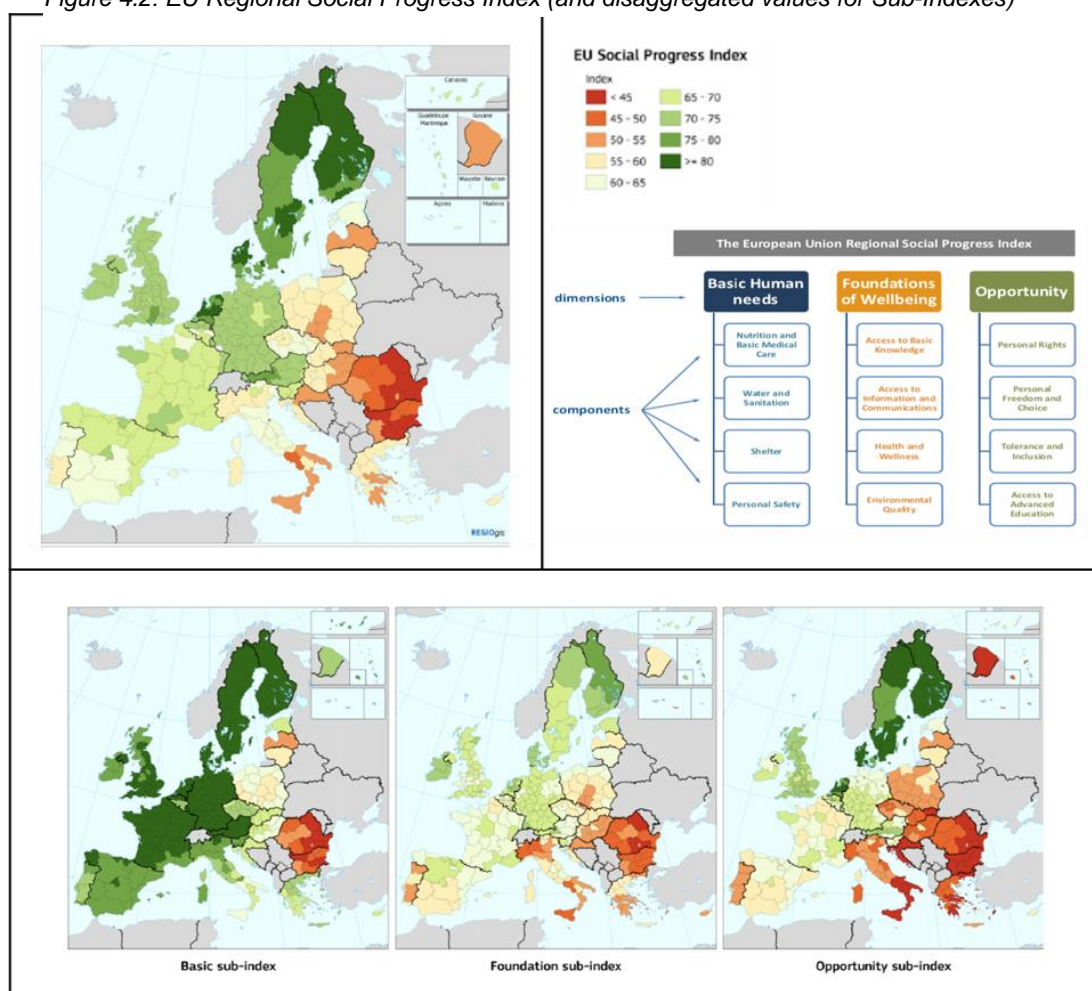 Figure 4.2: EU Regional Social Progress Index (and disaggregated values for Sub-Indexes)
Canarias
Guadeloupe
Martinique
Guyane
Mayotte
Réunion
Açores
Madeira
REGIOgis
EU Social Progress Index
Index
< 45
45 - 50
50 - 55
55 - 60
60 - 65
65 - 70
70 - 75
75 - 80
>= 80
The European Union Regional Social Progress Index
dimensions
Basic Human
needs
Foundations
of Wellbeing
Opportunity
components
Nutrition and
Basic Medical
Care
Water and
Sanitation
Shelter
Personal Safety
Access to Basic
Knowledge
Access to
Information and
Communications
Health and
Wellness
Environmental
Quality
Personal Rights
Personal
Freedom and
Choice
Tolerance and
Inclusion
Access to
Advanced
Education
Basic sub-index
Foundation sub-index
Opportunity sub-index